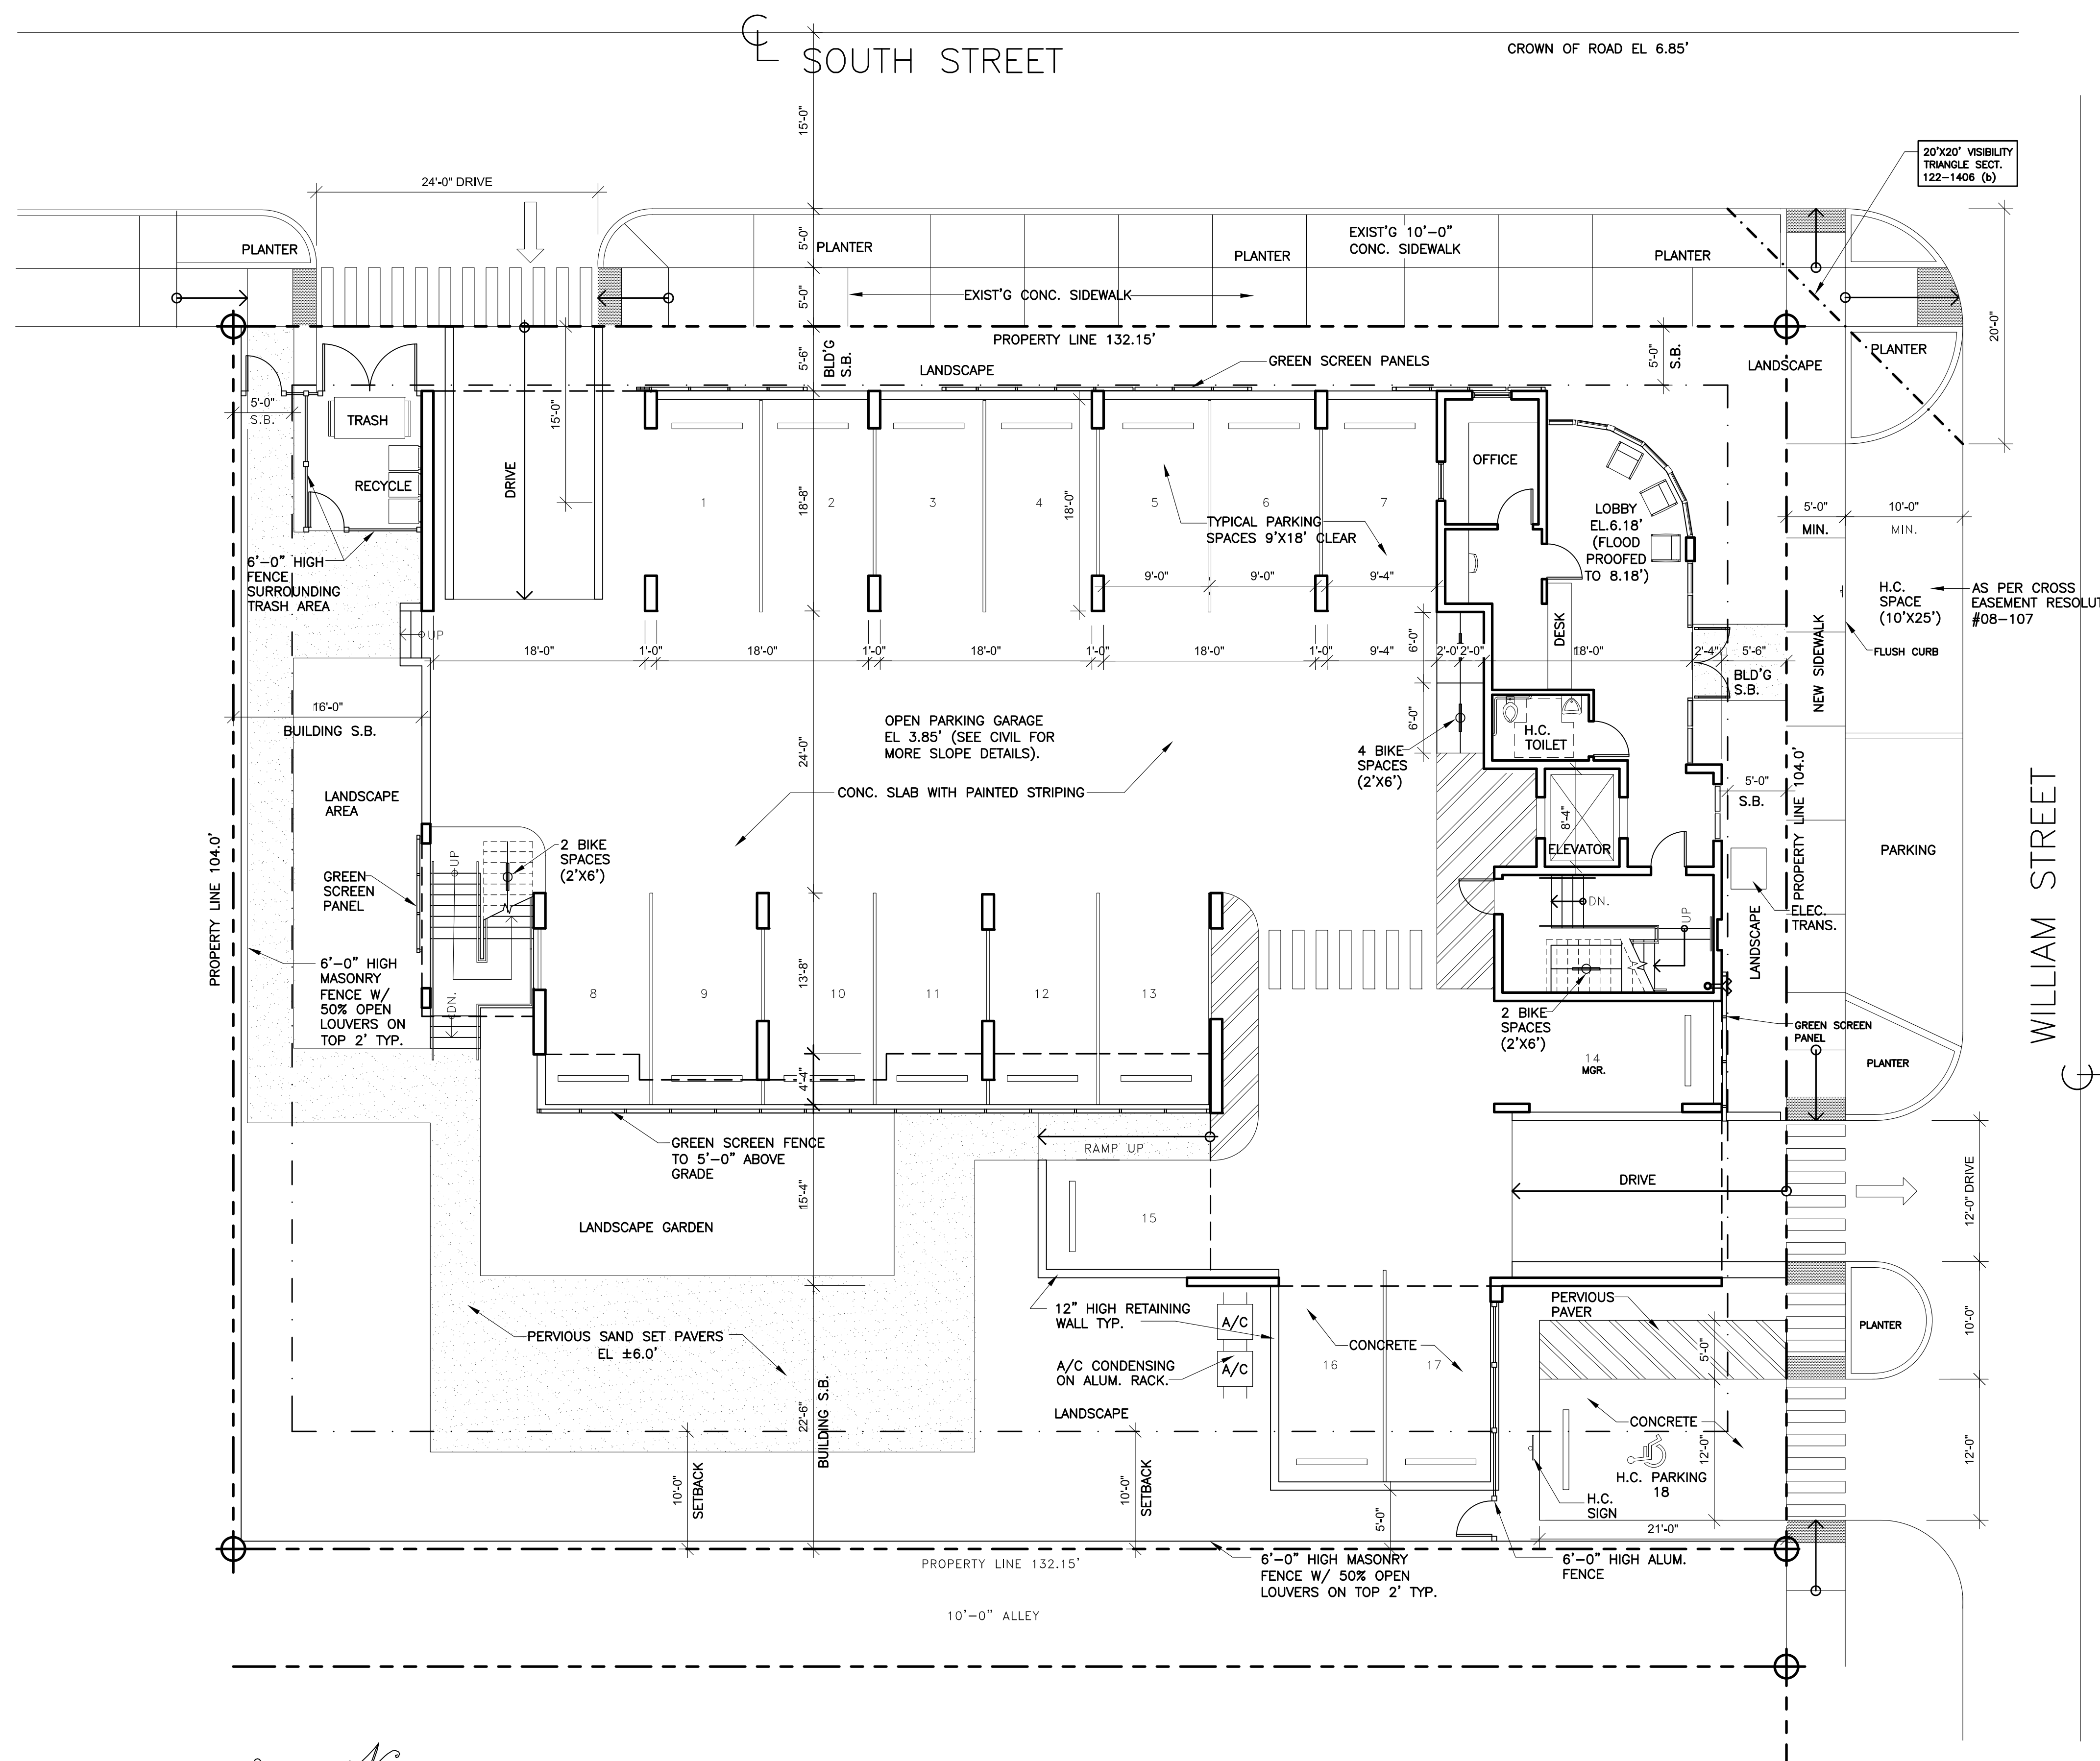 SOUTH STREET
CROWN OF ROAD EL 6.85'
15'-0"
20'X20' VISIBILITY
TRIANGLE SECT.
122-1406 (b)
24'-0" DRIVE
PLANTER
5'-0"
PLANTER
EXIST'G 10'-0"
CONC. SIDEWALK
PLANTER
PLANTER
5'-0"
EXIST'G CONC. SIDEWALK
20'-0"
PROPERTY LINE 132.15'
5'-6"
BLD'G
S.B.
LANDSCAPE
GREEN SCREEN PANELS
5'-0"
S.B.
LANDSCAPE
PLANTER
5'-0"
S.B.
TRASH
RECYCLE
15'-0"
DRIVE
18'-8"
18'-0"
1
2
3
4
5
6
7
TYPICAL PARKING
SPACES 9'X18' CLEAR
OFFICE
LOBBY
EL.6.18'
(FLOOD
PROOFED
TO 8.18')
5'-0"
MIN.
10'-0"
MIN.
6'-0" HIGH
FENCE
SURROUNDING
TRASH AREA
9'-0"
9'-0"
9'-4"
H.C.
SPACE
(10'X25')
AS PER CROSS
EASEMENT RESOLUT
#08-107
UP
DESK
NEW SIDEWALK
FLUSH CURB
18'-0"
1'-0"
18'-0"
1'-0"
18'-0"
1'-0"
18'-0"
1'-0"
9'-4"
2'-0"
2'-0"
18'-0"
2'-4"
5'-6"
6'-0"
6'-0"
BLD'G
S.B.
16'-0"
BUILDING S.B.
OPEN PARKING GARAGE
EL 3.85' (SEE CIVIL FOR
MORE SLOPE DETAILS).
24'-0"
H.C.
TOILET
4 BIKE
SPACES
(2'X6')
LANDSCAPE
AREA
CONC. SLAB WITH PAINTED STRIPING
5'-0"
S.B.
PROPERTY LINE 104.0'
8'-4"
ELEVATOR
PARKING
WILLIAM STREET
PROPERTY LINE 104.0'
2 BIKE
SPACES
(2'X6')
UP
GREEN
SCREEN
PANEL
DN.
UP
ELEC.
TRANS.
LANDSCAPE
6'-0" HIGH
MASONRY
FENCE W/
50% OPEN
LOUVERS ON
TOP 2' TYP.
DN.
13'-8"
8
9
10
11
12
13
2 BIKE
SPACES
(2'X6')
GREEN SCREEN
PANEL
14
MGR.
PLANTER
4'-4"
GREEN SCREEN FENCE
TO 5'-0" ABOVE
GRADE
RAMP UP
15'-4"
DRIVE
12'-0" DRIVE
LANDSCAPE GARDEN
15
12" HIGH RETAINING
WALL TYP.
A/C
A/C
PERVIOUS
PAVER
PLANTER
10'-0"
PERVIOUS SAND SET PAVERS
EL ±6.0'
CONCRETE
5'-0"
A/C CONDENSING
ON ALUM. RACK.
16
17
22'-6"
BUILDING S.B.
LANDSCAPE
CONCRETE
12'-0"
12'-0"
10'-0"
SETBACK
10'-0"
SETBACK
H.C. PARKING
18
H.C.
SIGN
5'-0"
21'-0"
PROPERTY LINE 132.15'
6'-0" HIGH MASONRY
FENCE W/ 50% OPEN
LOUVERS ON TOP 2' TYP.
6'-0" HIGH ALUM.
FENCE
10'-0" ALLEY